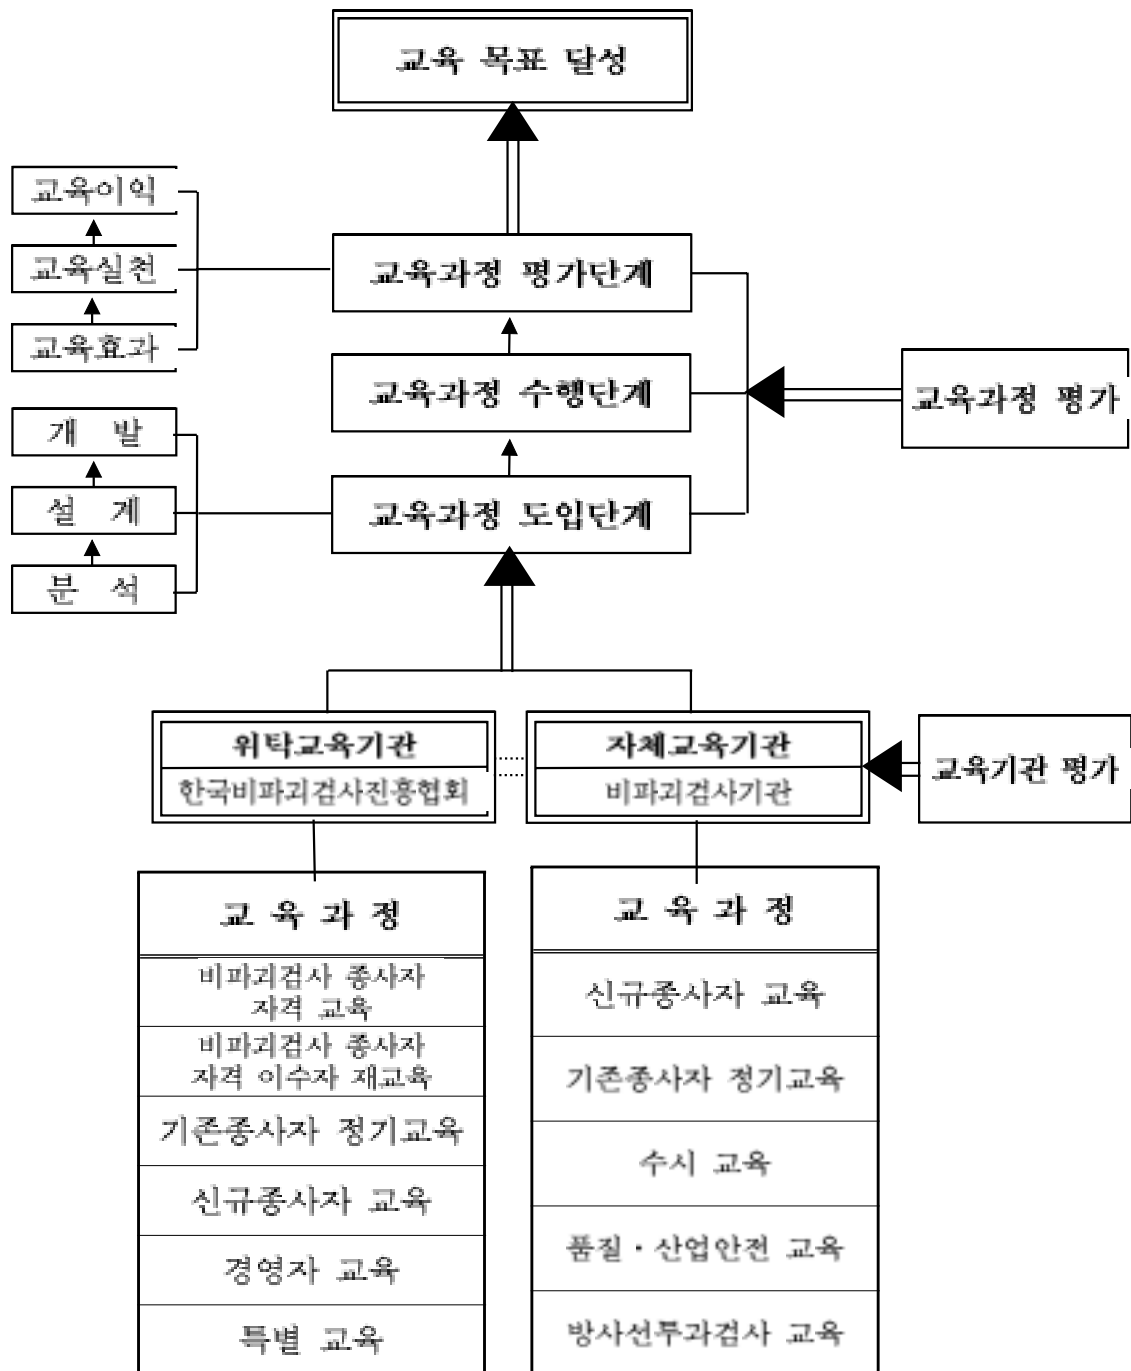 교육 목표 달성
교육이익
교육실천
교육효과
교육과정 평가단계
교육과정 수행단계
교육과정 평가
개 발
설 계
분 석
교육과정 도입단계
위탁교육기관
한국비파괴검사진흥협회
자체교육기관
비파괴검사기관
교육기관 평가
교 육 과 정
비파괴검사 종사자
자격 교육
비파괴검사 종사자
자격 이수자 재교육
기존종사자 정기교육
신규종사자 교육
경영자 교육
특별 교육
교 육 과 정
신규종사자 교육
기존종사자 정기교육
수시 교육
품질·산업안전 교육
방사선투과검사 교육